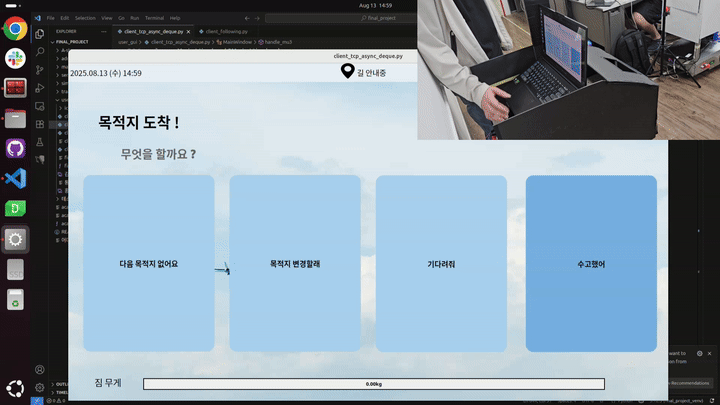 Aug 13 14:59
File Edit Selection View Go Run Terminal Help
final_project
EXPLORER
client_tcp_async_deque.py
client_following.py
FINAL_PROJECT
user_gui > client_tcp_async_deque.py > MainWindow > handle_imu3
client_tcp_async_deque.py
2025.08.13 (수) 14:59
길 안내중
목적지 도착 !
무엇을 할까요 ?
다음 목적지 없어요
목적지 변경할래
기다려줘
수고했어
짐 무게
0.00kg
want to
from
Recommendations
OUTLINE
TIMELINE